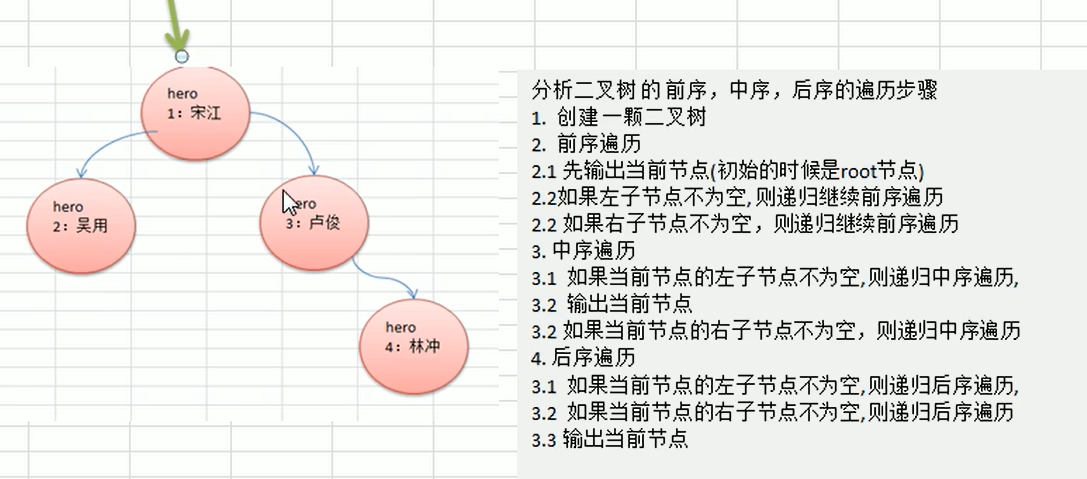 hero
1：宋江
hero
2：吴用
3：卢俊
hero
4：林冲
分析二叉树的前序，中序，后序的遍历步骤
1. 创建一颗二叉树
2. 前序遍历
2.1 先输出当前节点(初始的时候是root节点)
2.2如果左子节点不为空,则递归继续前序遍历
2.2 如果右子节点不为空，则递归继续前序遍历
3. 中序遍历
3.1 如果当前节点的左子节点不为空,则递归中序遍历,
3.2 输出当前节点
3.2 如果当前节点的右子节点不为空，则递归中序遍历
4. 后序遍历
3.1 如果当前节点的左子节点不为空,则递归后序遍历,
3.2 如果当前节点的右子节点不为空,则递归后序遍历
3.3 输出当前节点